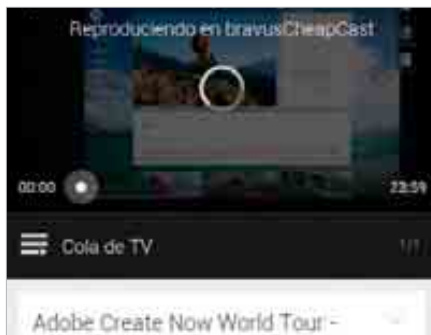 Reproduciendo en bravusCheapCast
00:00
23:59
Cola de TV
1/1
Adobe Create Now World Tour -